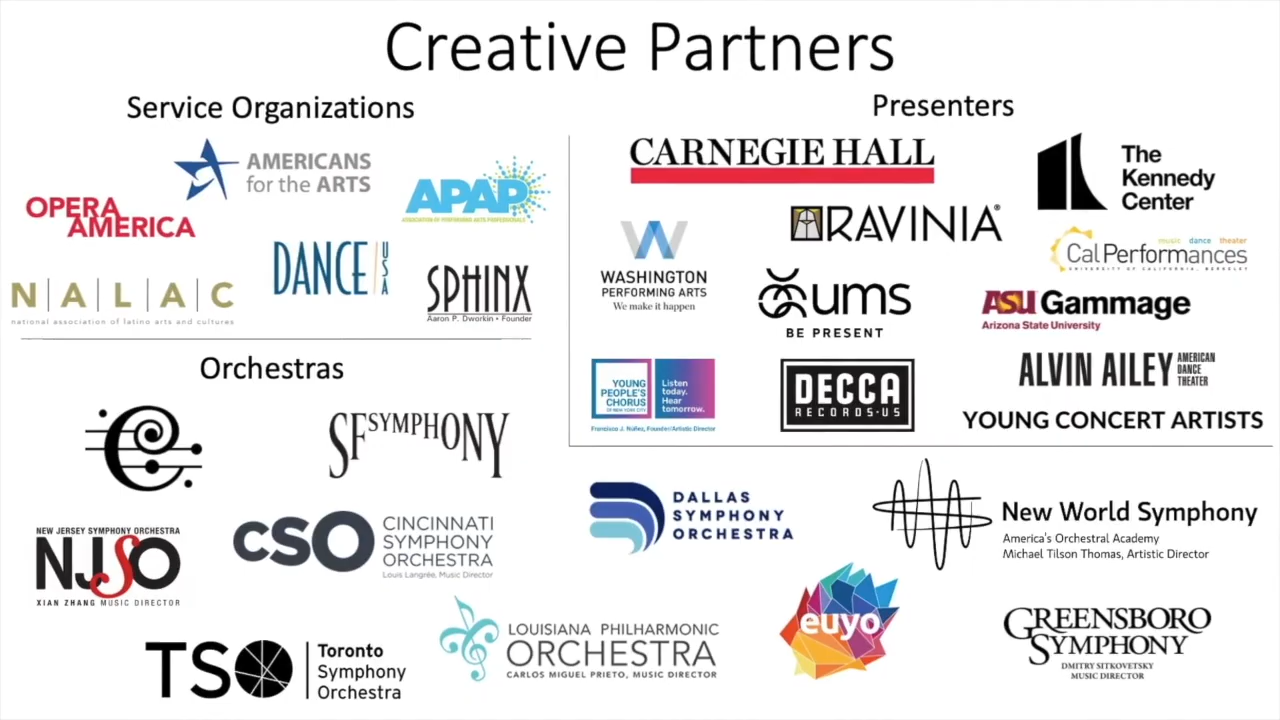 Creative Partners
Service Organizations
AMERICANS
for the ARTS
APAP
ASSOCIATION OF PERFORMING ARTS PROFESSIONALS
OPERA
AMERICA
DANCE/USA
SPHINX
Aaron P. Dworkin • Founder
N|A|L|A|C
national association of latino arts and cultures
Presenters
CARNEGIE HALL
The
Kennedy
Center
RAVINIA®
WASHINGTON
PERFORMING ARTS
We make it happen
music dance theater
Cal Performances
UNIVERSITY OF CALIFORNIA, BERKELEY
ums
BE PRESENT
ASU Gammage
Arizona State University
YOUNG
PEOPLE'S
CHORUS
OF NEW YORK CITY
Listen
today.
Hear
tomorrow.
Francisco J. Núñez, Founder/Artistic Director
DECCA
RECORDS·US
ALVIN AILEY
AMERICAN
DANCE
THEATER
YOUNG CONCERT ARTISTS
Orchestras
SFSYMPHONY
NEW JERSEY SYMPHONY ORCHESTRA
NJSO
XIAN ZHANG MUSIC DIRECTOR
CSO
CINCINNATI
SYMPHONY
ORCHESTRA
Louis Langrée, Music Director
DALLAS
SYMPHONY
ORCHESTRA
New World Symphony
America's Orchestral Academy
Michael Tilson Thomas, Artistic Director
TSO
Toronto
Symphony
Orchestra
LOUISIANA PHILHARMONIC
ORCHESTRA
CARLOS MIGUEL PRIETO, MUSIC DIRECTOR
euyo
GREENSBORO
SYMPHONY
DMITRY SITKOVETSKY
MUSIC DIRECTOR